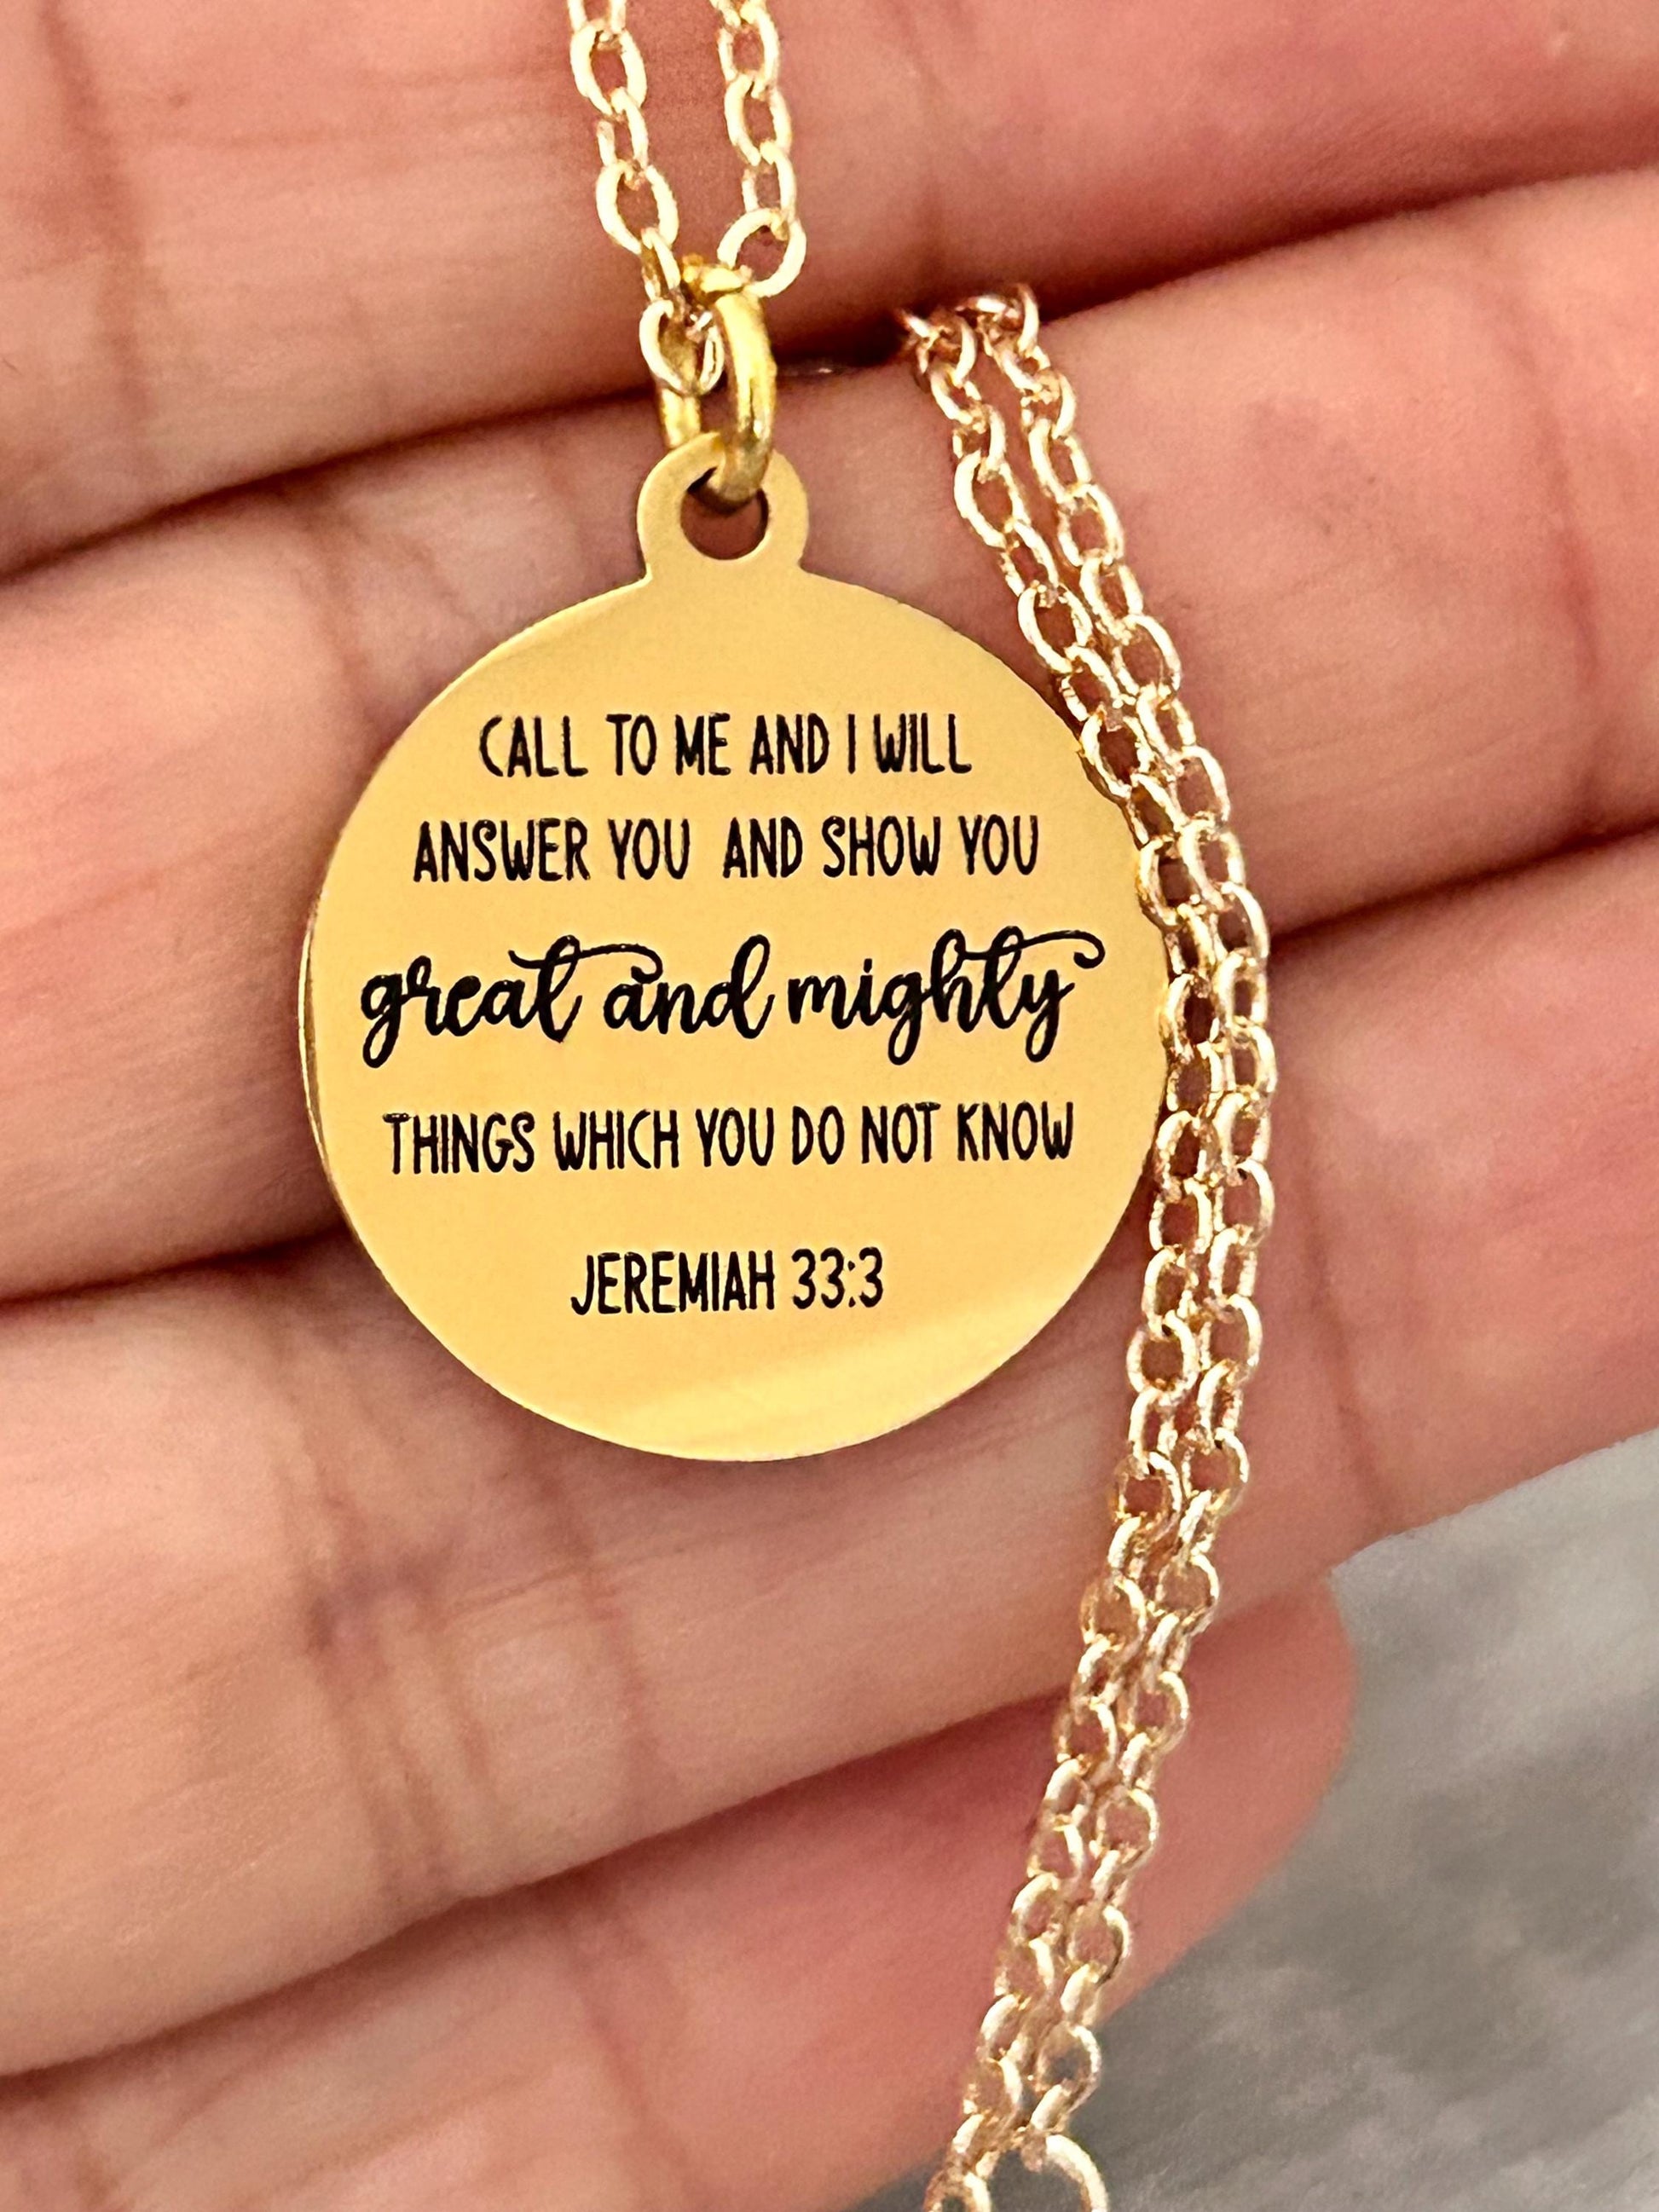 CALL TO ME AND I WILL
ANSWER YOU AND SHOW YOU
great and mighty
THINGS WHICH YOU DO NOT KNOW
JEREMIAH 33:3